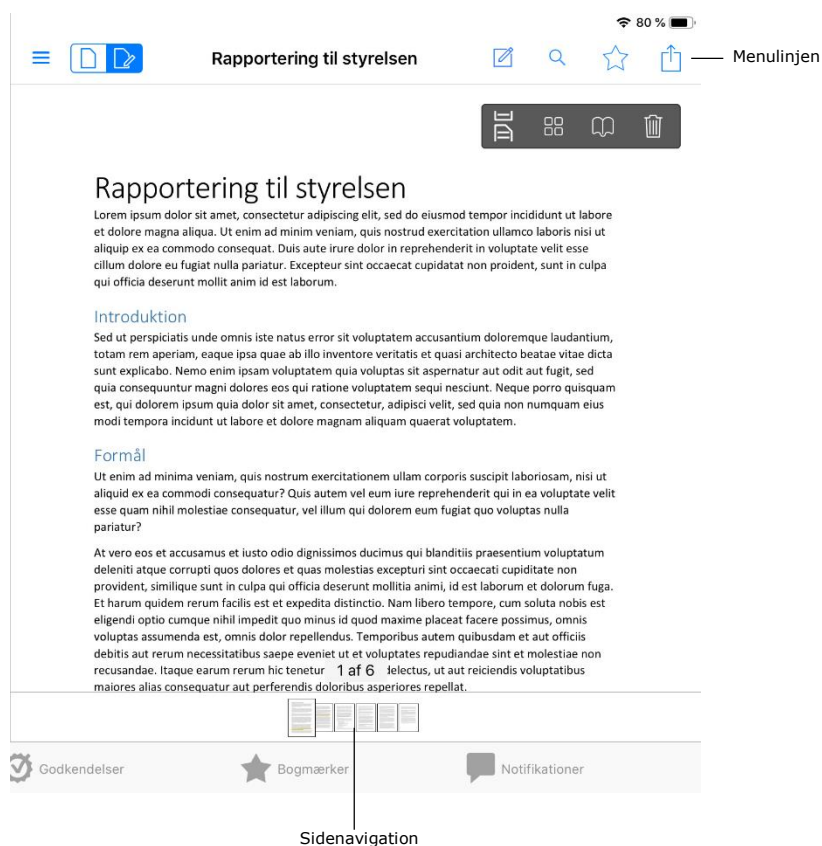 80 %
Rapportering til styrelsen
Menulinjen
Rapportering til styrelsen
Lorem ipsum dolor sit amet, consectetur adipiscing elit, sed do eiusmod tempor incididunt ut labore
et dolore magna aliqua. Ut enim ad minim veniam, quis nostrud exercitation ullamco laboris nisi ut
aliquip ex ea commodo consequat. Duis aute irure dolor in reprehenderit in voluptate velit esse
cillum dolore eu fugiat nulla pariatur. Excepteur sint occaecat cupidatat non proident, sunt in culpa
qui officia deserunt mollit anim id est laborum.
Introduktion
Sed ut perspiciatis unde omnis iste natus error sit voluptatem accusantium doloremque laudantium,
totam rem aperiam, eaque ipsa quae ab illo inventore veritatis et quasi architecto beatae vitae dicta
sunt explicabo. Nemo enim ipsam voluptatem quia voluptas sit aspernatur aut odit aut fugit, sed
quia consequuntur magni dolores eos qui ratione voluptatem sequi nesciunt. Neque porro quisquam
est, qui dolorem ipsum quia dolor sit amet, consectetur, adipisci velit, sed quia non numquam eius
modi tempora incidunt ut labore et dolore magnam aliquam quaerat voluptatem.
Formål
Ut enim ad minima veniam, quis nostrum exercitationem ullam corporis suscipit laboriosam, nisi ut
aliquid ex ea commodi consequatur? Quis autem vel eum iure reprehenderit qui in ea voluptate velit
esse quam nihil molestiae consequatur, vel illum qui dolorem eum fugiat quo voluptas nulla
pariatur?
At vero eos et accusamus et iusto odio dignissimos ducimus qui blanditiis praesentium voluptatum
deleniti atque corrupti quos dolores et quas molestias excepturi sint occaecati cupiditate non
provident, similique sunt in culpa qui officia deserunt mollitia animi, id est laborum et dolorum fuga.
Et harum quidem rerum facilis est et expedita distinctio. Nam libero tempore, cum soluta nobis est
eligendi optio cumque nihil impedit quo minus id quod maxime placeat facere possimus, omnis
voluptas assumenda est, omnis dolor repellendus. Temporibus autem quibusdam et aut officiis
debitis aut rerum necessitatibus saepe eveniet ut et voluptates repudiandae sint et molestiae non
recusandae. Itaque earum rerum hic tenetur 1 af 6 delectus, ut aut reiciendis voluptatibus
maiores alias consequatur aut perferendis doloribus asperiores repellat.
Godkendelser Bogmærker Notifikationer
Sidenavigation